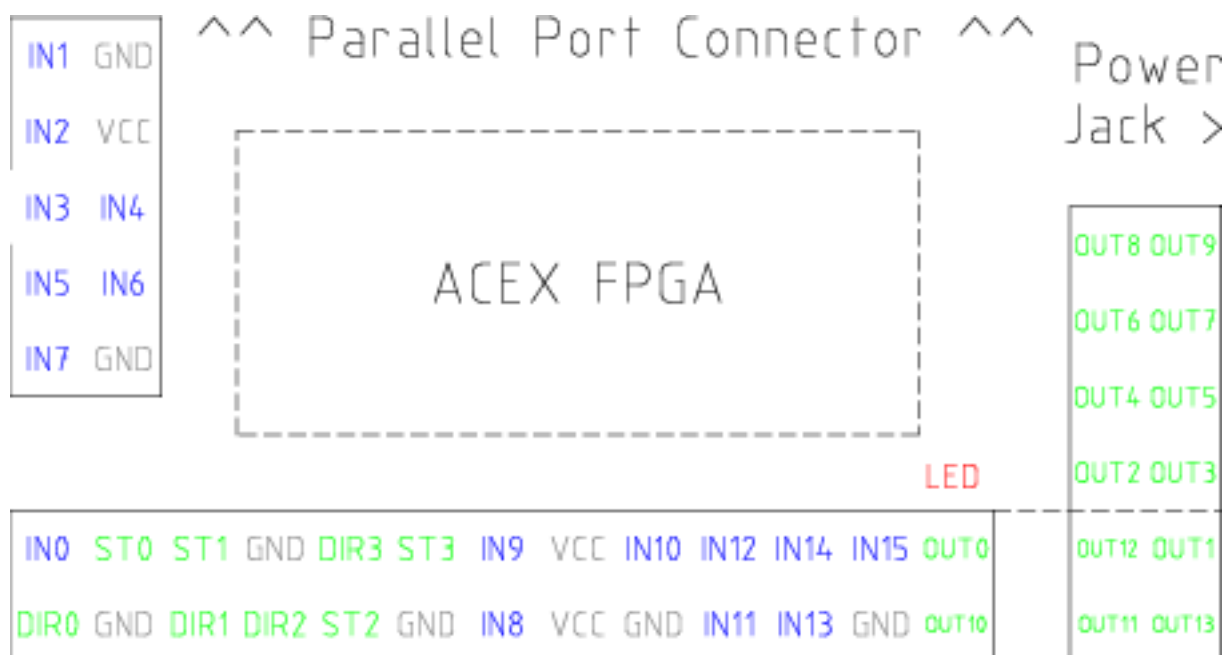 ^^ Parallel Port Connector ^^
Power
Jack >
IN1 GND
IN2 VCC
IN3 IN4
IN5 IN6
IN7 GND
ACEX FPGA
OUT8 OUT9
OUT6 OUT7
OUT4 OUT5
OUT2 OUT3
OUT12 OUT1
OUT11 OUT13
LED
IN0 ST0 ST1 GND DIR3 ST3 IN9 VCC IN10 IN12 IN14 IN15 OUT0
DIR0 GND DIR1 DIR2 ST2 GND IN8 VCC GND IN11 IN13 GND OUT10